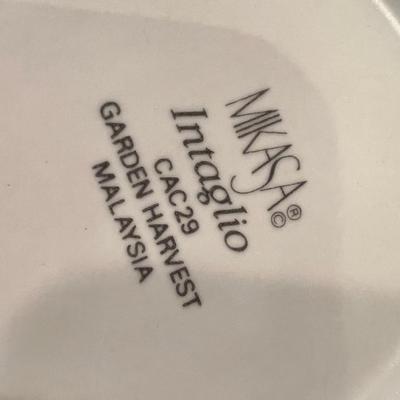 MIKASA®©
Intaglio
CAC29
GARDEN HARVEST
MALAYSIA